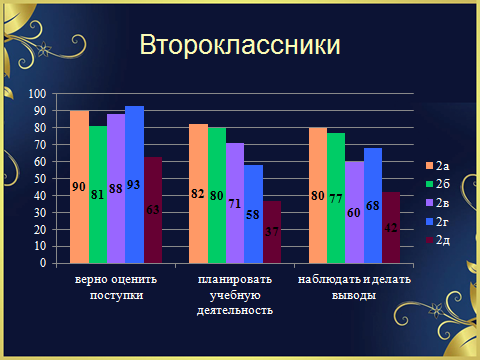 Второклассники
100
90
80
70
60
50
40
30
20
10
0
90 81 88 93 63
82 80 71 58 37
80 77 60 68 42
верно оценить
поступки
планировать
учебную
деятельность
наблюдать и делать
выводы
2а
2б
2в
2г
2д